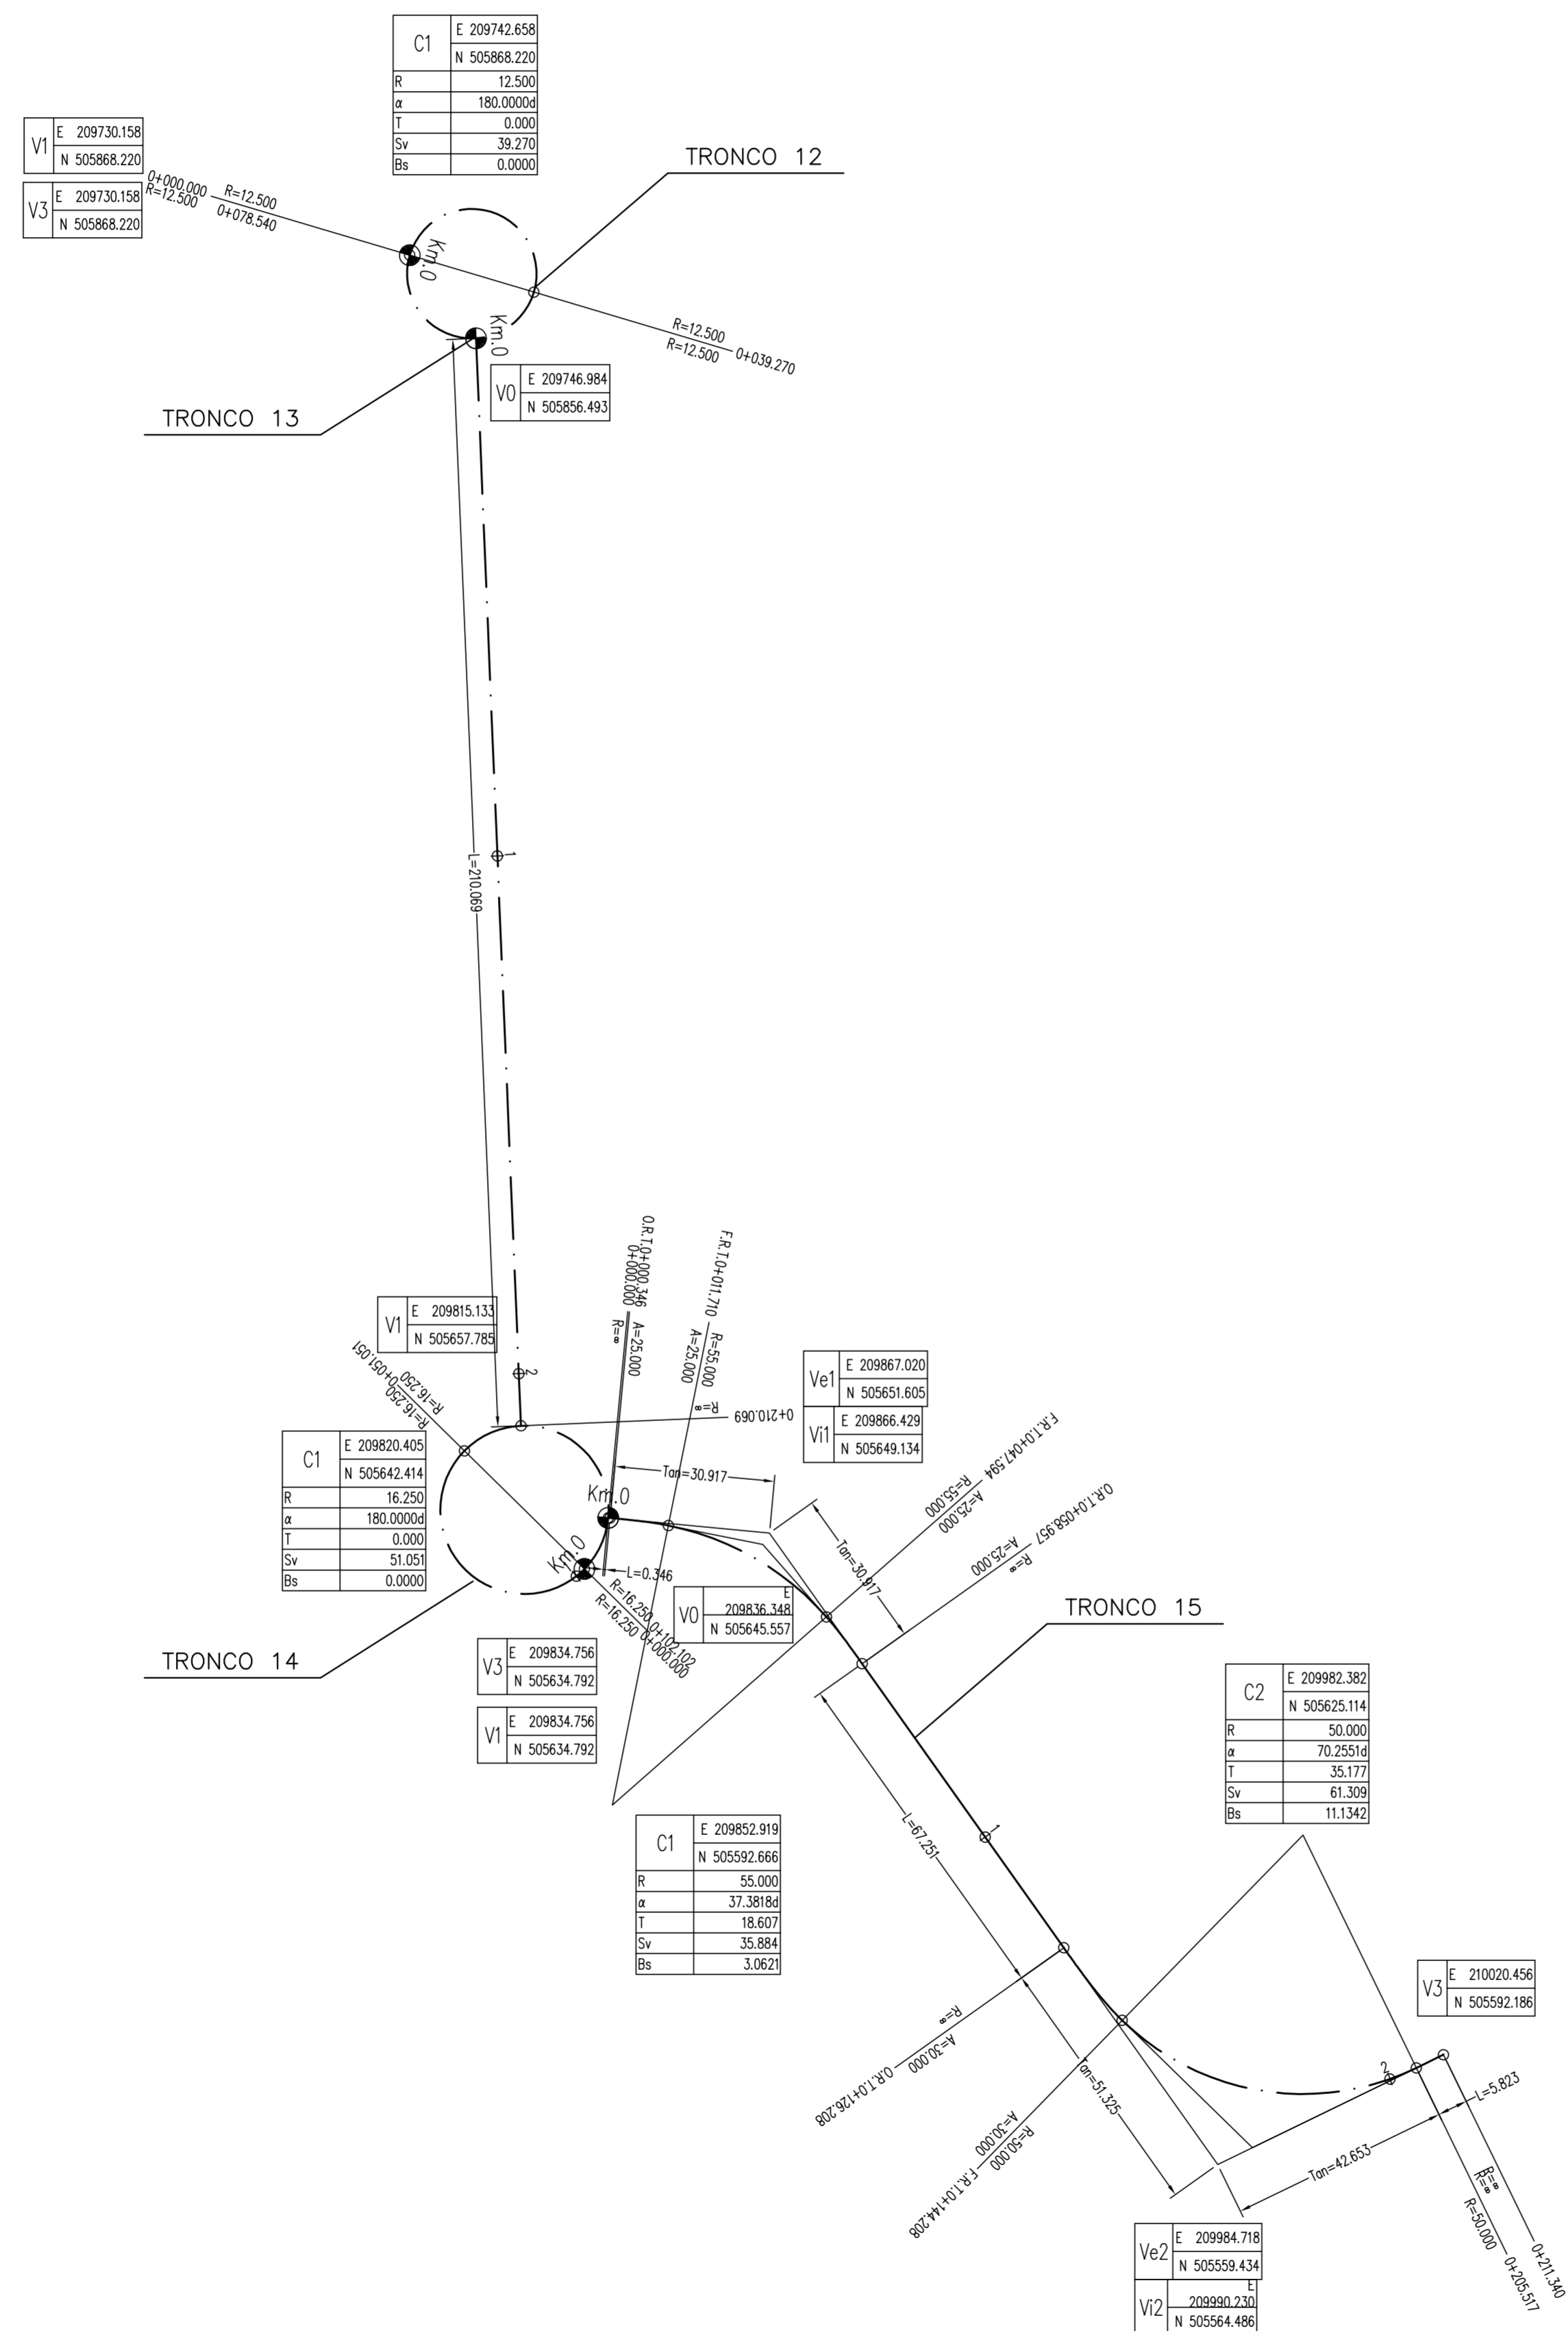 C1
E 209742.658
N 505868.220
R 12.500
α 180.0000d
T 0.000
Sv 39.270
Bs 0.0000
V1
E 209730.158
N 505868.220
V3
E 209730.158
N 505868.220
TRONCO 12
0+000.000 R=12.500
R=12.500 0+078.540
Km.0
Km.0
R=12.500
R=12.500
0+039.270
V0
E 209746.984
N 505856.493
TRONCO 13
1
L=210.069
O.R.T.0+000.346 A=25.000
0+000.000 R=∞
F.R.T.0+011.710 R=55.000
A=25.000
V1
E 209815.133
N 505657.785
2
R=16.250
R=16.250
0+051.051
R=∞
0+210.069
Ve1
E 209867.020
N 505651.605
Vi1
E 209866.429
N 505649.134
C1
E 209820.405
N 505642.414
R 16.250
α 180.0000d
T 0.000
Sv 51.051
Bs 0.0000
Tan=30.917
Km.0
F.R.T.0+047.594
R=55.000
A=25.000
O.R.T.0+058.957
A=25.000
R=∞
Tan=30.917
Km.0
L=0.346
R=16.250 0+102.102
R=16.250 0+000.000
V0
E
209836.348
N 505645.557
TRONCO 15
TRONCO 14
V3
E 209834.756
N 505634.792
V1
E 209834.756
N 505634.792
C2
E 209982.382
N 505625.114
R 50.000
α 70.2551d
T 35.177
Sv 61.309
Bs 11.1342
C1
E 209852.919
N 505592.666
R 55.000
α 37.3818d
T 18.607
Sv 35.884
Bs 3.0621
L=67.251
1
V3
E 210020.456
N 505592.186
R=∞
A=30.000
O.R.T.0+126.208
Tan=51.325
2
L=5.823
A=30.000
R=50.000
F.R.T.0+144.208
Tan=42.653
R=∞
R=∞
R=50.000
0+211.340
0+205.517
Ve2
E 209984.718
N 505559.434
Vi2
E
209990.230
N 505564.486